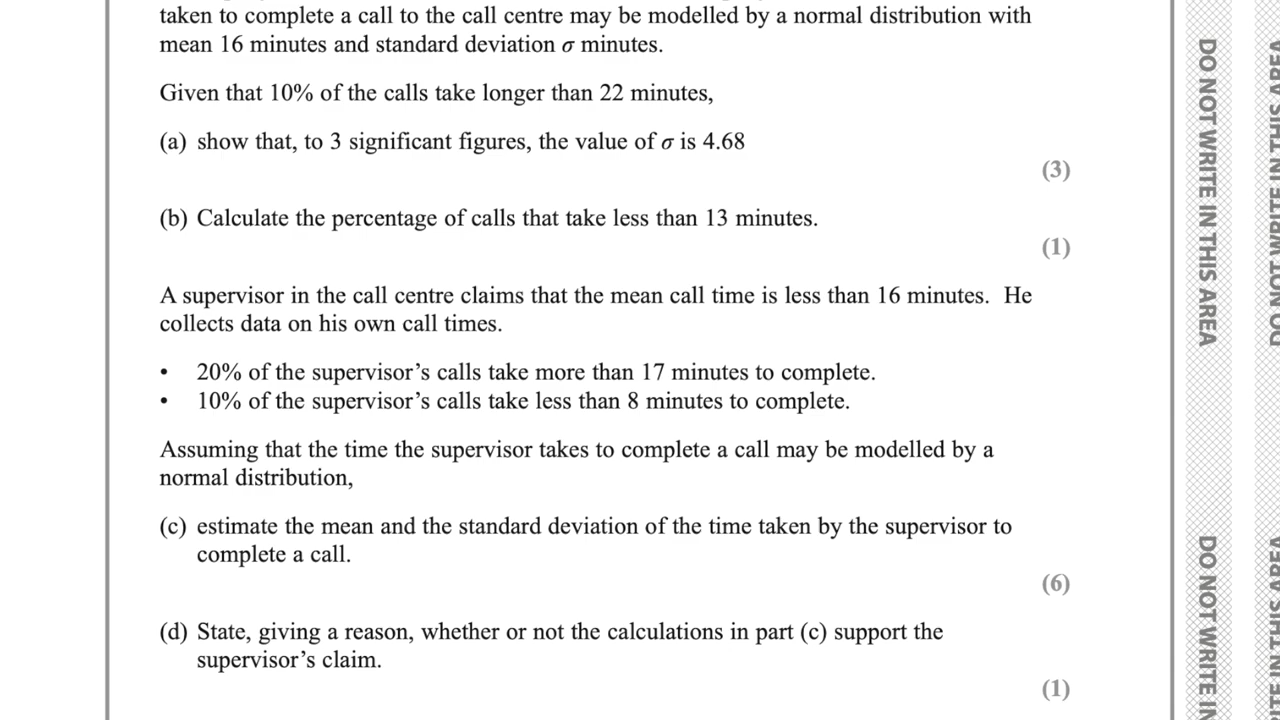 taken to complete a call to the call centre may be modelled by a normal distribution with
mean 16 minutes and standard deviation σ minutes.
Given that 10% of the calls take longer than 22 minutes,
(a) show that, to 3 significant figures, the value of σ is 4.68
(3)
(b) Calculate the percentage of calls that take less than 13 minutes.
(1)
A supervisor in the call centre claims that the mean call time is less than 16 minutes. He
collects data on his own call times.
• 20% of the supervisor's calls take more than 17 minutes to complete.
• 10% of the supervisor's calls take less than 8 minutes to complete.
Assuming that the time the supervisor takes to complete a call may be modelled by a
normal distribution,
(c) estimate the mean and the standard deviation of the time taken by the supervisor to
complete a call.
(6)
(d) State, giving a reason, whether or not the calculations in part (c) support the
supervisor's claim.
(1)
DO NOT WRITE IN THIS AREA
DO NOT WRITE IN
DO NOT WRITE IN THIS AREA